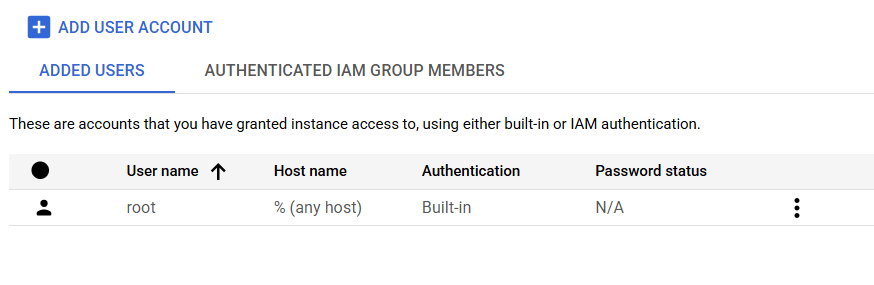 ADD USER ACCOUNT
ADDED USERS AUTHENTICATED IAM GROUP MEMBERS
These are accounts that you have granted instance access to, using either built-in or IAM authentication.
User name Host name Authentication Password status
root % (any host) Built-in N/A